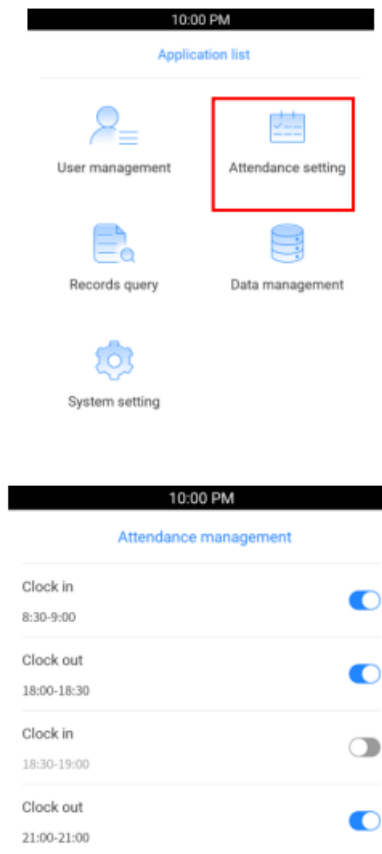 10:00 PM
Application list
User management
Attendance setting
Records query
Data management
System setting
10:00 PM
Attendance management
Clock in
8:30-9:00
Clock out
18:00-18:30
Clock in
18:30-19:00
Clock out
21:00-21:00